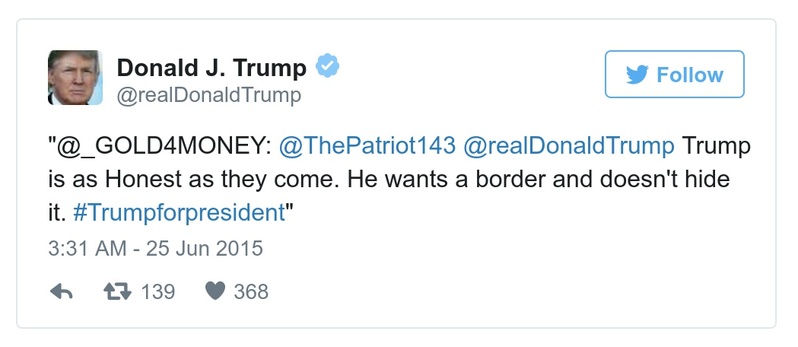 Donald J. Trump
@realDonaldTrump
Follow
"@_GOLD4MONEY: @ThePatriot143 @realDonaldTrump Trump
is as Honest as they come. He wants a border and doesn't hide
it. #Trumpforpresident"
3:31 AM - 25 Jun 2015
139 368